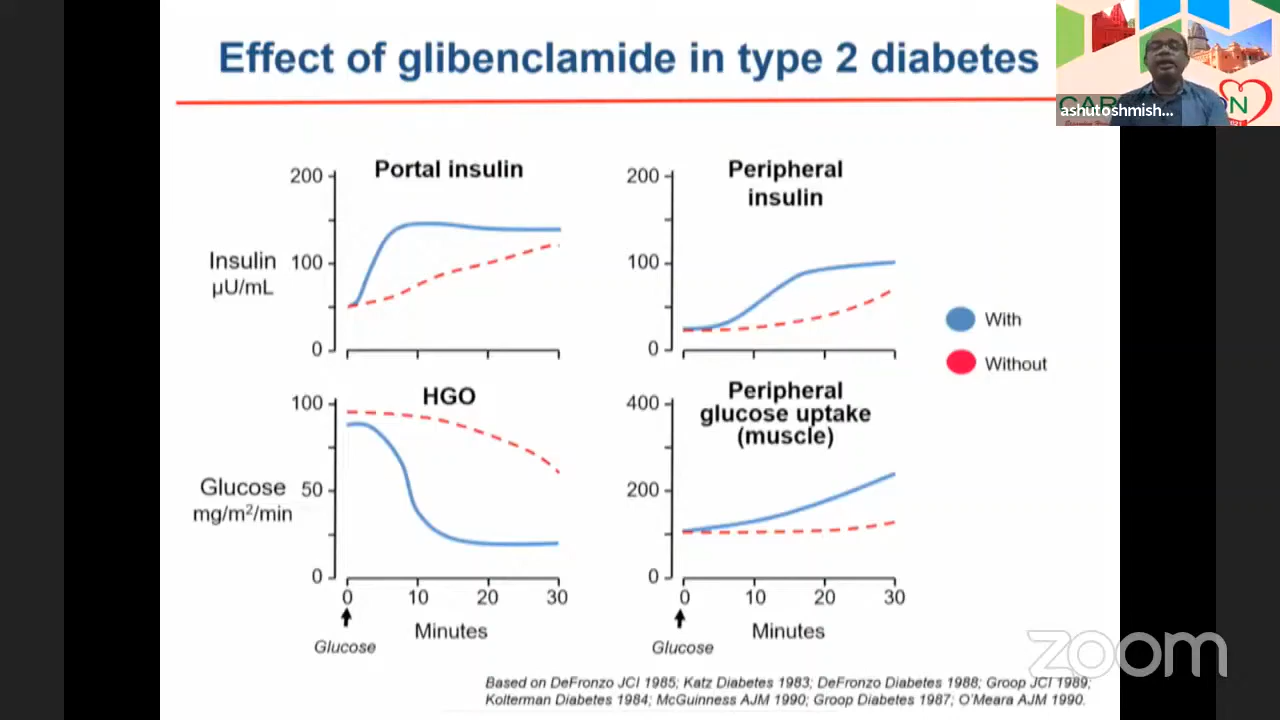 Effect of glibenclamide in type 2 diabetes
ashutoshmish...
Portal insulin
200
100
0
Insulin
µU/mL
Peripheral
insulin
200
100
0
With
Without
HGO
100
50
0
Glucose
mg/m²/min
0 10 20 30
Minutes
Glucose
Peripheral
glucose uptake
(muscle)
400
200
0
0 10 20 30
Minutes
Glucose
zoom
Based on DeFronzo JCI 1985; Katz Diabetes 1983; DeFronzo Diabetes 1988; Groop JCI 1989;
Kolterman Diabetes 1984; McGuinness AJM 1990; Groop Diabetes 1987; O'Meara AJM 1990.